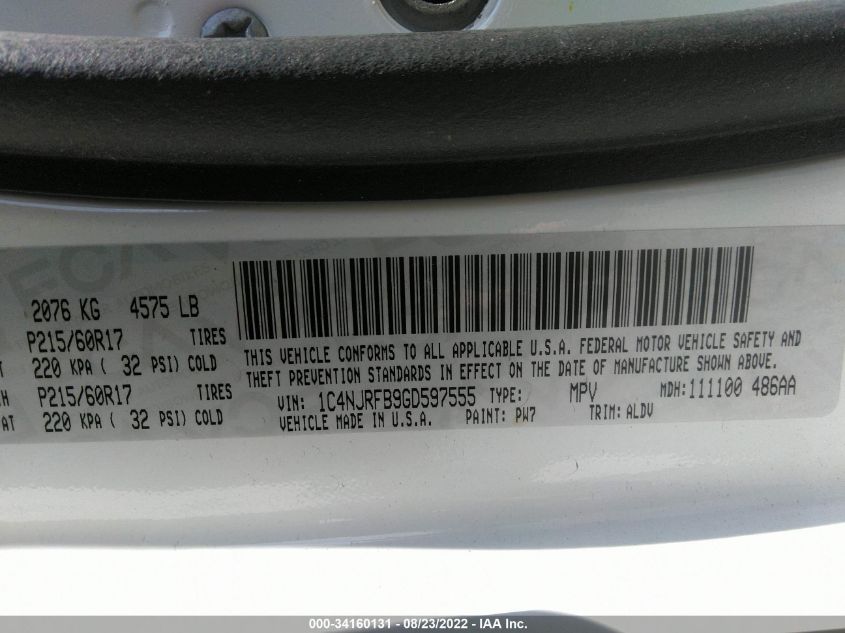 2076 KG 4575 LB
P215/60R17 TIRES
220 KPA ( 32 PSI) COLD
P215/60R17 TIRES
AT 220 KPA ( 32 PSI) COLD
THIS VEHICLE CONFORMS TO ALL APPLICABLE U.S.A. FEDERAL MOTOR VEHICLE SAFETY AND
THEFT PREVENTION STANDARDS IN EFFECT ON THE DATE OF MANUFACTURE SHOWN ABOVE.
VIN: 1C4NJRFB9GD597555 TYPE: MPV MDH:111100 486AA
VEHICLE MADE IN U.S.A. PAINT: PW7 TRIM: ALDV
000-34160131 - 08/23/2022 - IAA Inc.